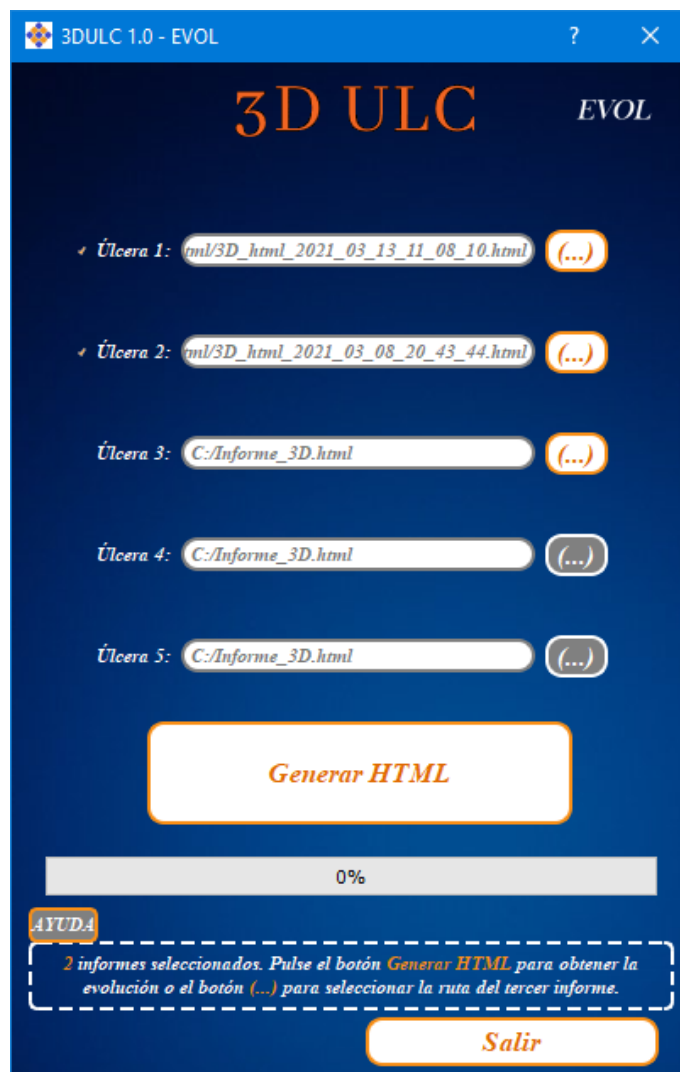 3DULC 1.0 - EVOL ?
3D ULC EVOL
Úlcera 1: ml/3D_html_2021_03_13_11_08_10.html (...)
Úlcera 2: ml/3D_html_2021_03_08_20_43_44.html (...)
Úlcera 3: C:/Informe_3D.html (...)
Úlcera 4: C:/Informe_3D.html (...)
Úlcera 5: C:/Informe_3D.html (...)
Generar HTML
0%
AYUDA
2 informes seleccionados. Pulse el botón Generar HTML para obtener la
evolución o el botón (...) para seleccionar la ruta del tercer informe.
Salir